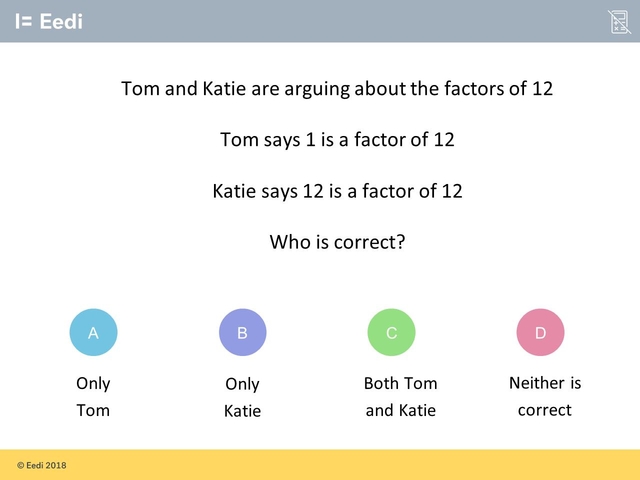 I= Eedi
Tom and Katie are arguing about the factors of 12
Tom says 1 is a factor of 12
Katie says 12 is a factor of 12
Who is correct?
A
B
C
D
Only
Tom
Only
Katie
Both Tom
and Katie
Neither is
correct
© Eedi 2018